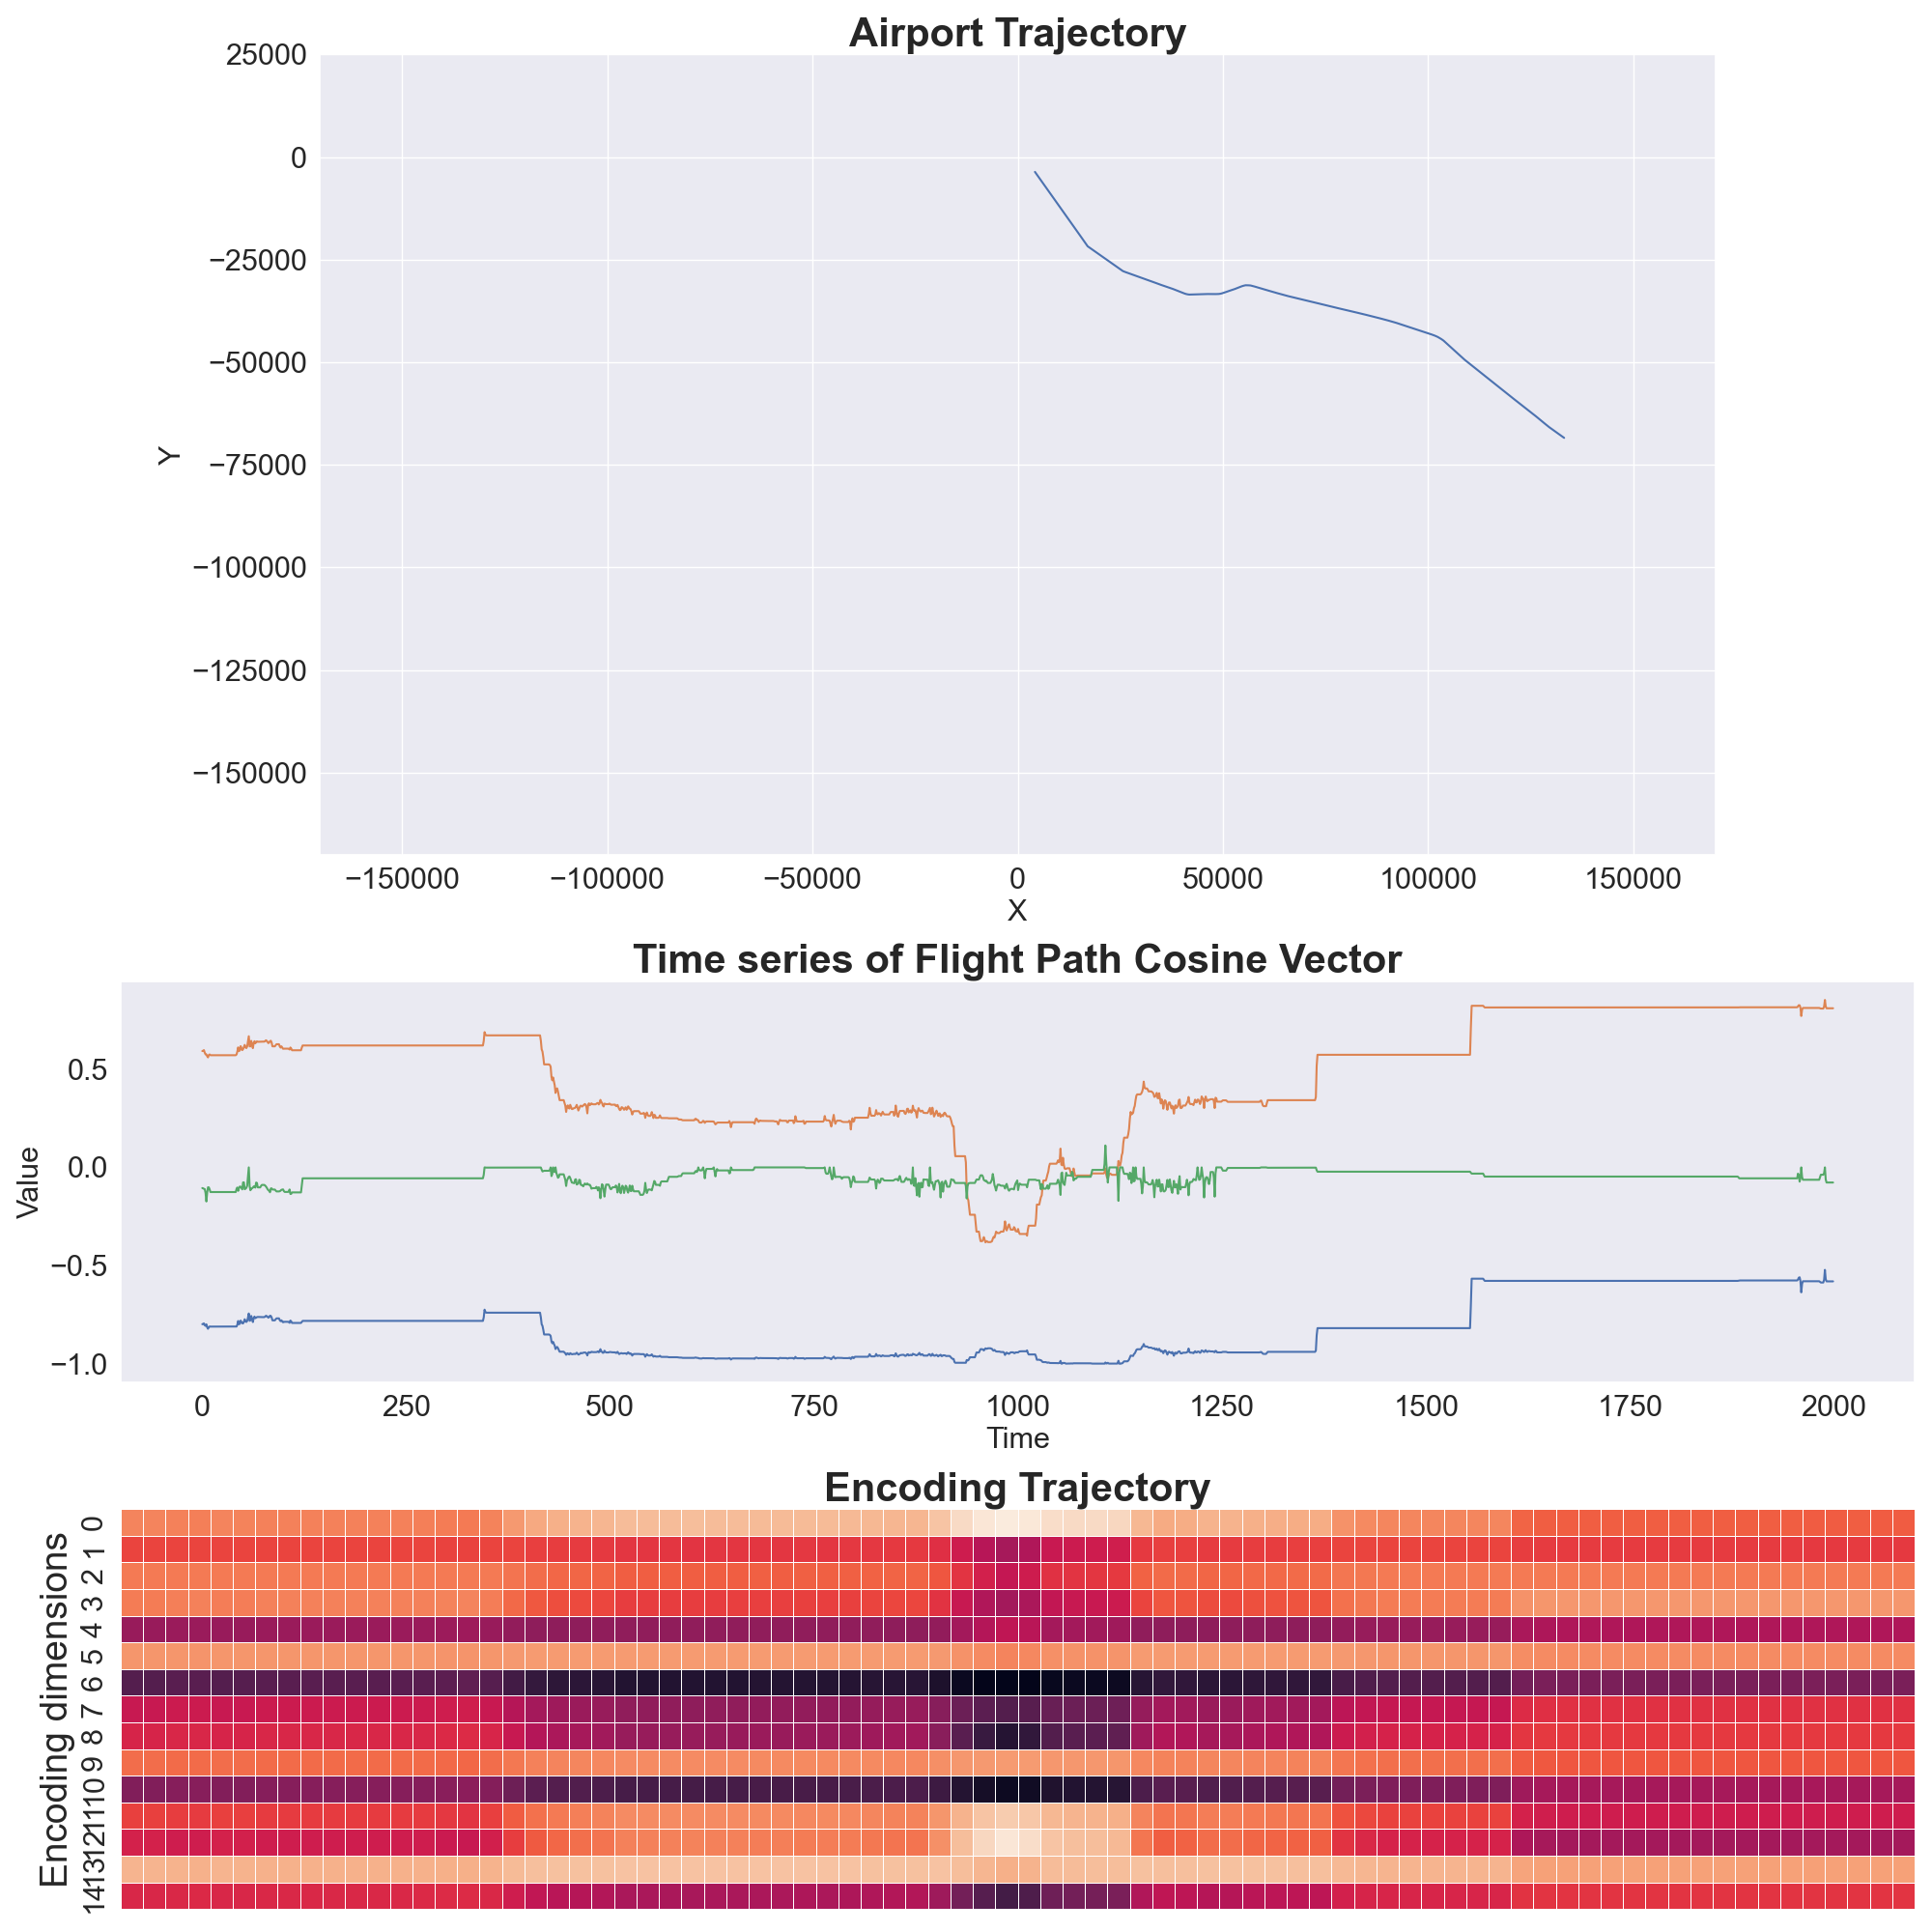 Airport Trajectory
25000
0
−25000
−50000
−75000
−100000
−125000
−150000
Y
−150000 −100000 −50000 0 50000 100000 150000
X
Time series of Flight Path Cosine Vector
0.5
0.0
−0.5
−1.0
Value
0 250 500 750 1000 1250 1500 1750 2000
Time
Encoding Trajectory
Encoding dimensions
0
1
2
3
4
5
6
7
8
9
10
11
12
13
14